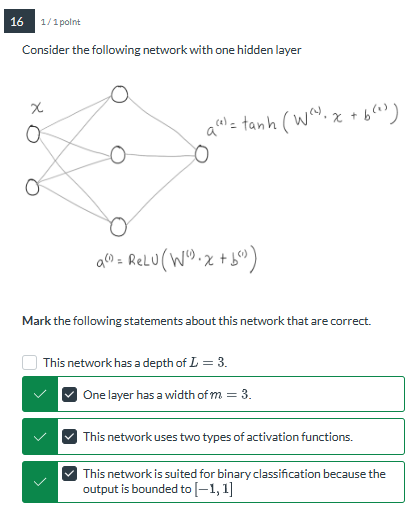 16 1 / 1 point
Consider the following network with one hidden layer
x
a⁽²⁾ = tanh ( W⁽²⁾ · x + b⁽²⁾ )
a⁽¹⁾ = ReLU ( W⁽¹⁾ · x + b⁽¹⁾ )
Mark the following statements about this network that are correct.
This network has a depth of L = 3.
One layer has a width of m = 3.
This network uses two types of activation functions.
This network is suited for binary classification because the
output is bounded to [−1, 1]